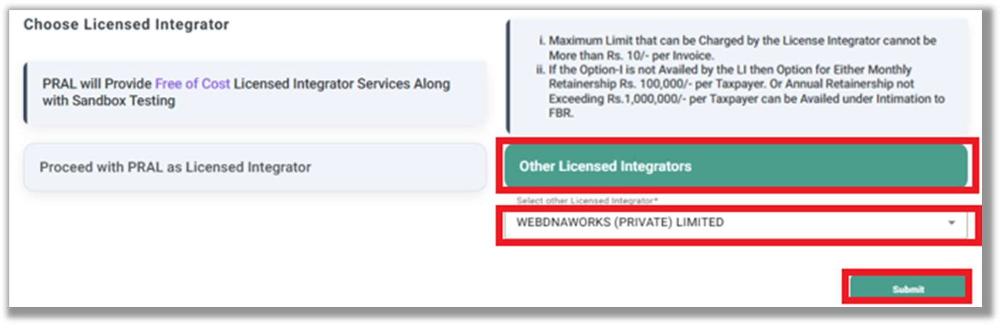 Choose Licensed Integrator
PRAL will Provide Free of Cost Licensed Integrator Services Along
with Sandbox Testing
Proceed with PRAL as Licensed Integrator
i. Maximum Limit that can be Charged by the License Integrator cannot be
More than Rs. 10/- per Invoice.
ii. If the Option-I is not Availed by the LI then Option for Either Monthly
Retainership Rs. 100,000/- per Taxpayer. Or Annual Retainership not
Exceeding Rs.1,000,000/- per Taxpayer can be Availed under Intimation to
FBR.
Other Licensed Integrators
Select other Licensed Integrator*
WEBDNAWORKS (PRIVATE) LIMITED
Submit